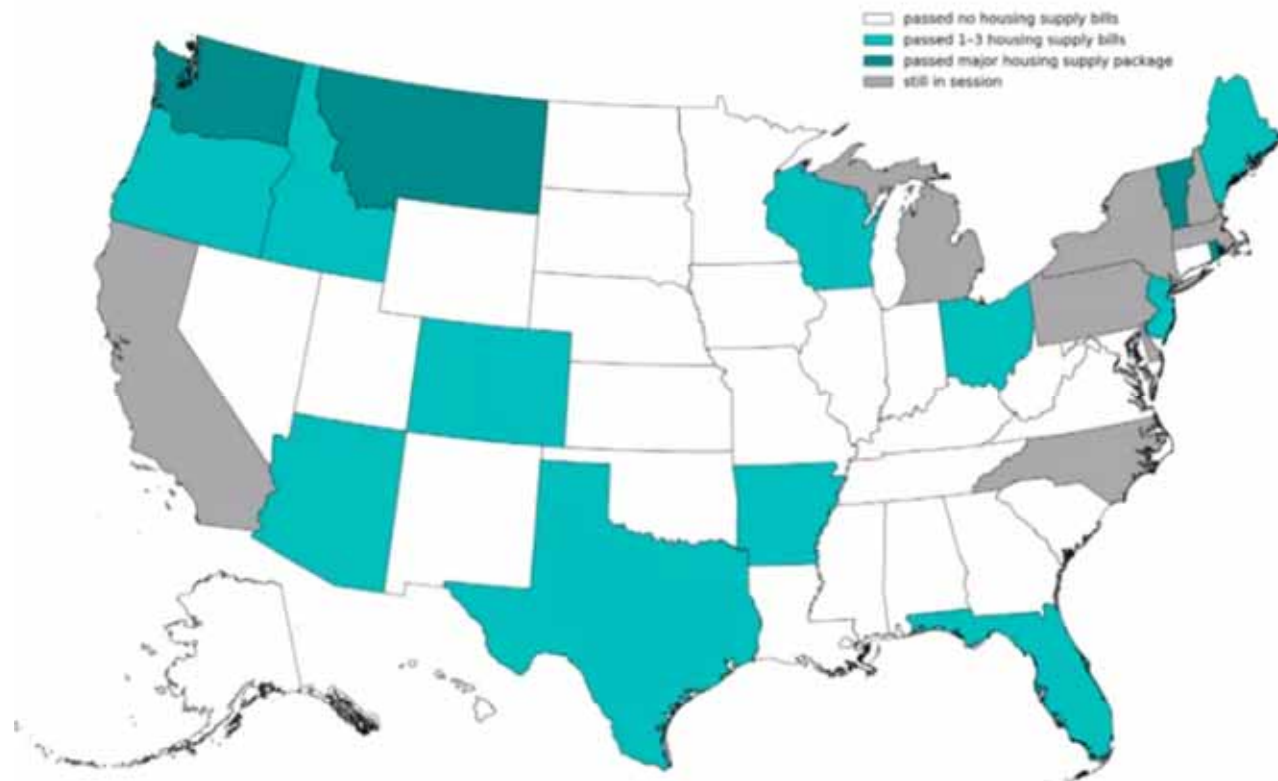 passed no housing supply bills
passed 1–3 housing supply bills
passed major housing supply package
still in session